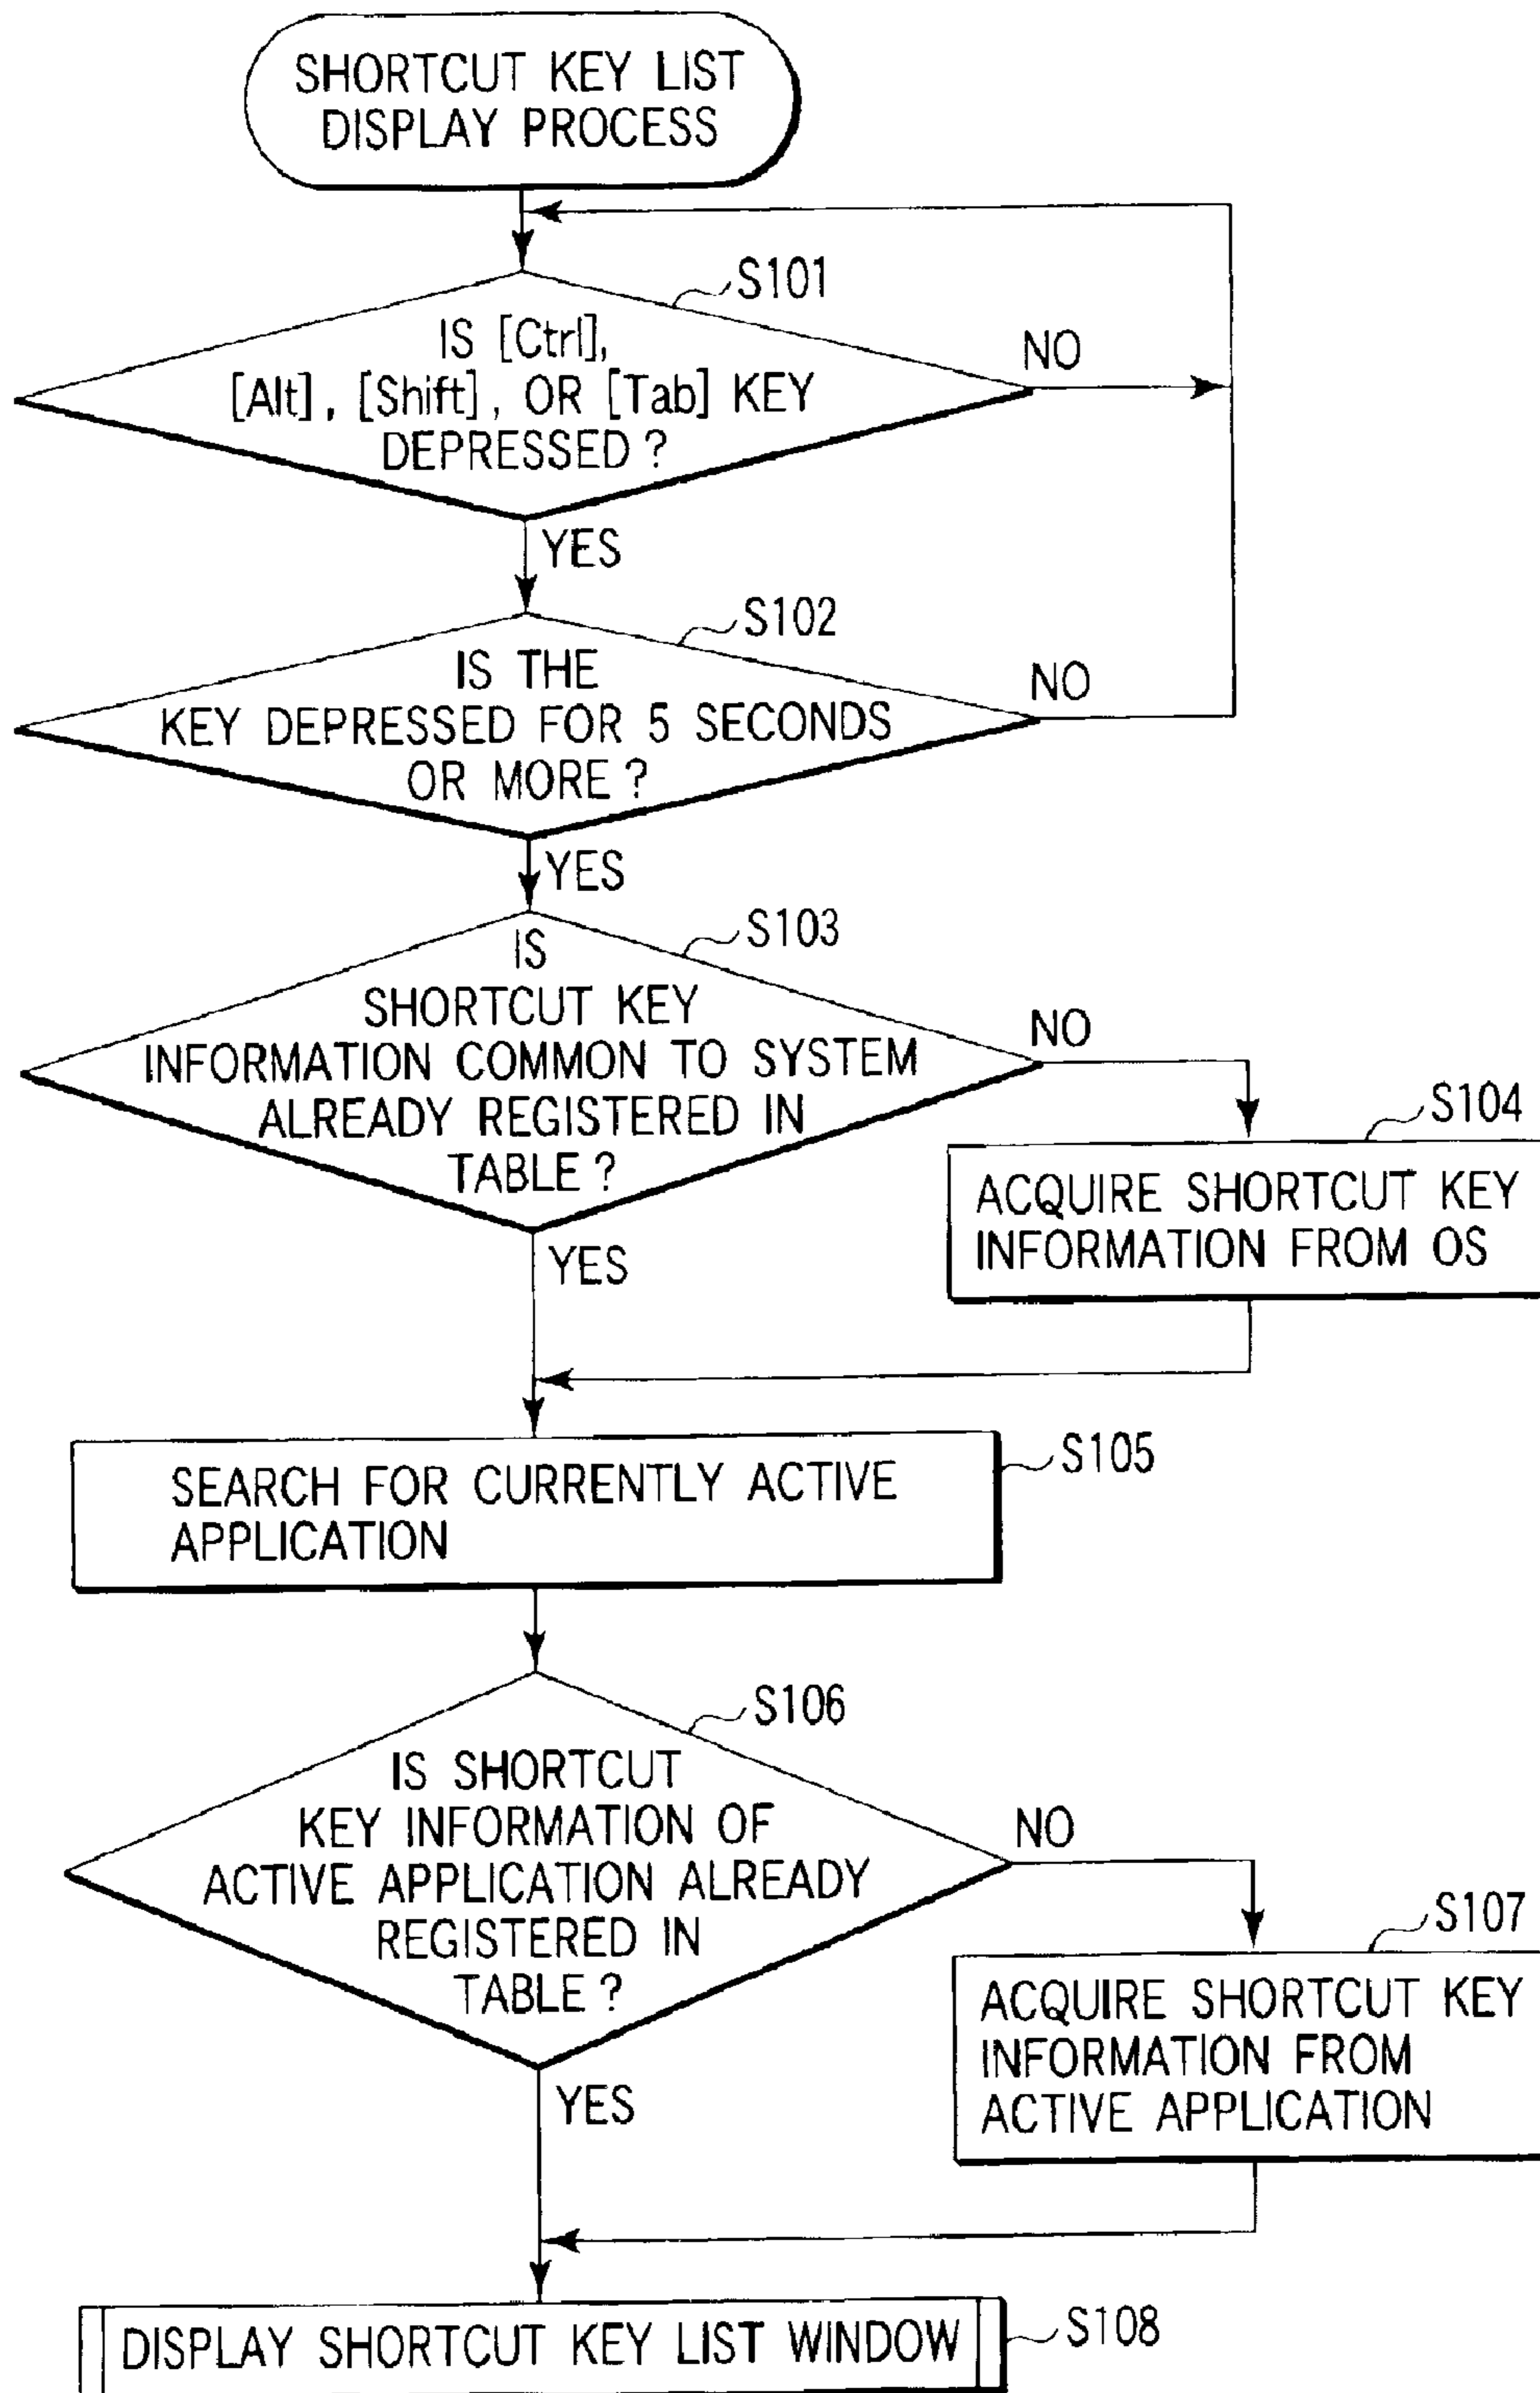 SHORTCUT KEY LIST
DISPLAY PROCESS
S101
IS [Ctrl],
[Alt], [Shift], OR [Tab] KEY
DEPRESSED?
NO
YES
S102
IS THE
KEY DEPRESSED FOR 5 SECONDS
OR MORE?
NO
YES
S103
IS
SHORTCUT KEY
INFORMATION COMMON TO SYSTEM
ALREADY REGISTERED IN
TABLE?
NO
YES
S104
ACQUIRE SHORTCUT KEY
INFORMATION FROM OS
S105
SEARCH FOR CURRENTLY ACTIVE
APPLICATION
S106
IS SHORTCUT
KEY INFORMATION OF
ACTIVE APPLICATION ALREADY
REGISTERED IN
TABLE?
NO
YES
S107
ACQUIRE SHORTCUT KEY
INFORMATION FROM
ACTIVE APPLICATION
S108
DISPLAY SHORTCUT KEY LIST WINDOW